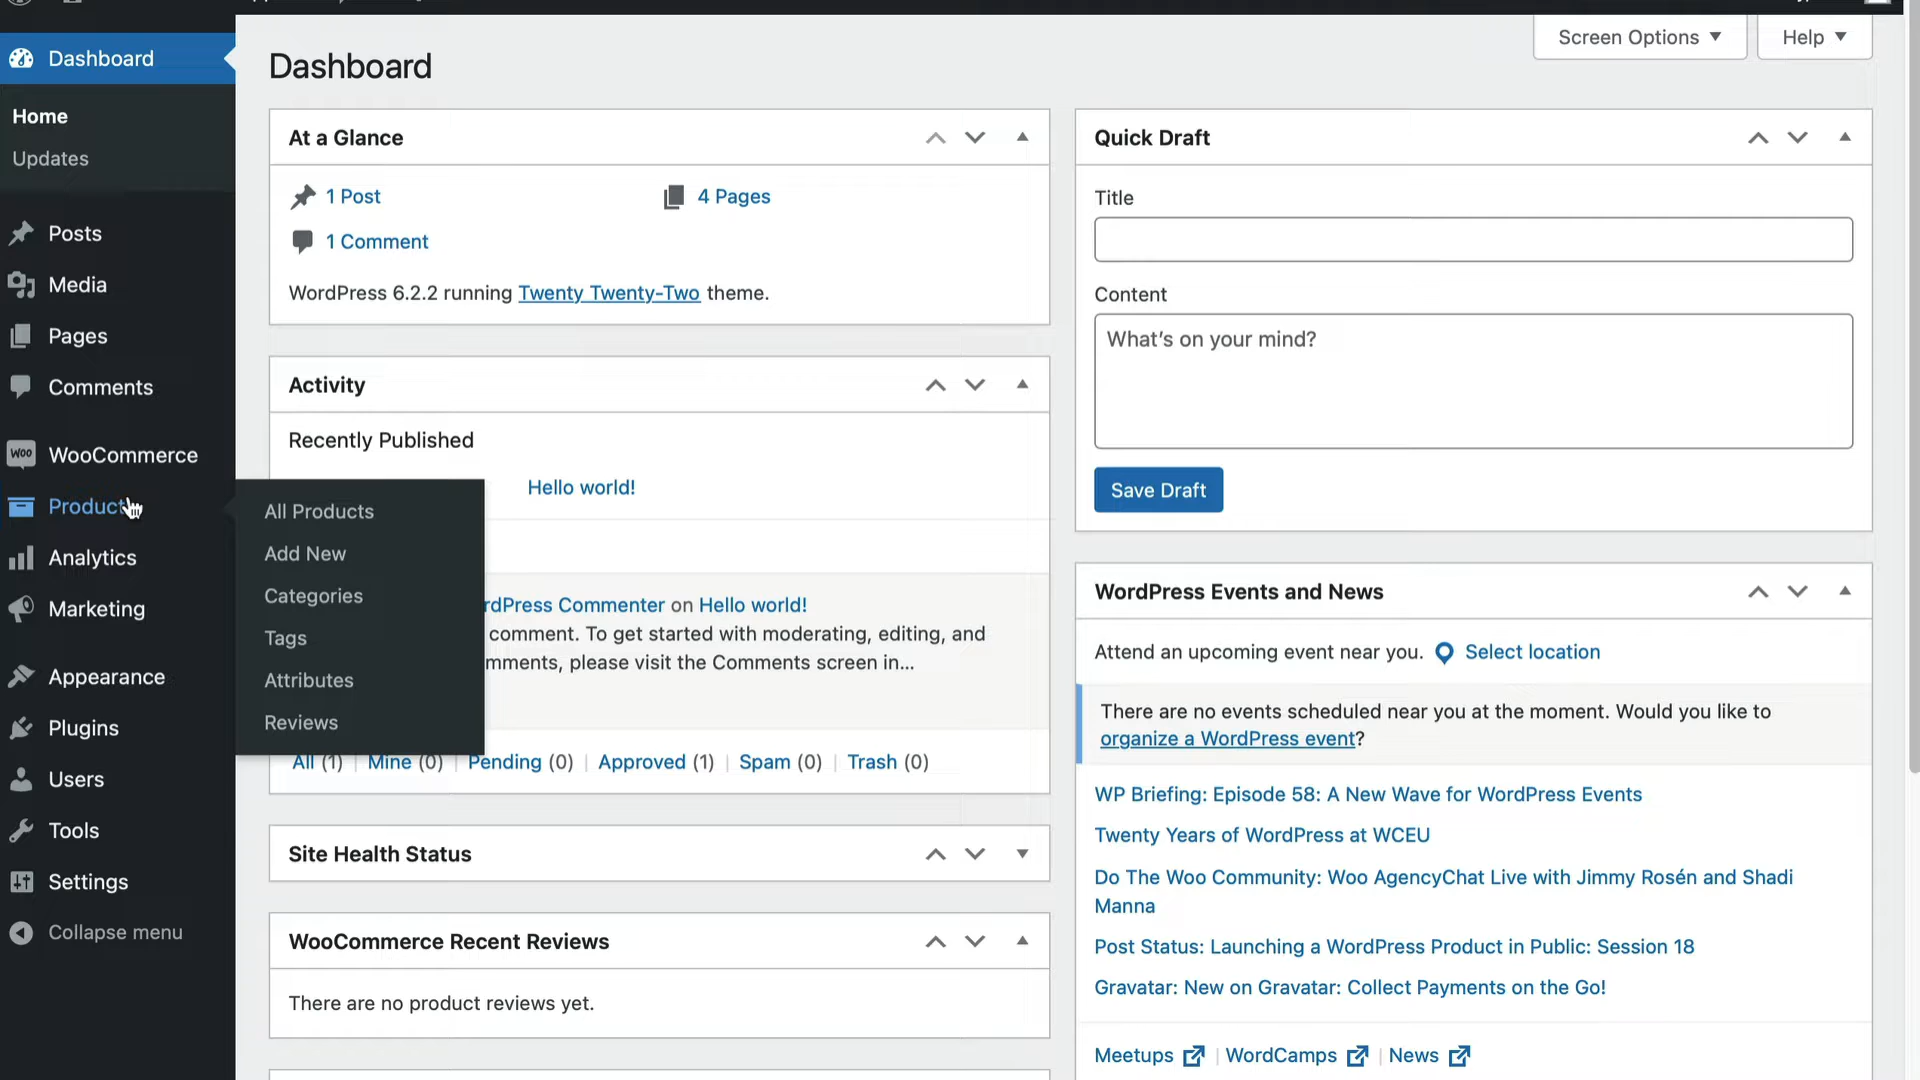 Dashboard
Home
Updates
Posts
Media
Pages
Comments
WOO WooCommerce
Product
Analytics
Marketing
Appearance
Plugins
Users
Tools
Settings
Collapse menu
All Products
Add New
Categories
Tags
Attributes
Reviews
Screen Options
Help
Dashboard
At a Glance
1 Post
4 Pages
1 Comment
WordPress 6.2.2 running Twenty Twenty-Two theme.
Activity
Recently Published
Hello world!
rdPress Commenter on Hello world!
comment. To get started with moderating, editing, and
mments, please visit the Comments screen in...
All (1) | Mine (0) | Pending (0) | Approved (1) | Spam (0) | Trash (0)
Site Health Status
WooCommerce Recent Reviews
There are no product reviews yet.
Quick Draft
Title
Content
What's on your mind?
Save Draft
WordPress Events and News
Attend an upcoming event near you. Select location
There are no events scheduled near you at the moment. Would you like to
organize a WordPress event?
WP Briefing: Episode 58: A New Wave for WordPress Events
Twenty Years of WordPress at WCEU
Do The Woo Community: Woo AgencyChat Live with Jimmy Rosén and Shadi
Manna
Post Status: Launching a WordPress Product in Public: Session 18
Gravatar: New on Gravatar: Collect Payments on the Go!
Meetups | WordCamps | News